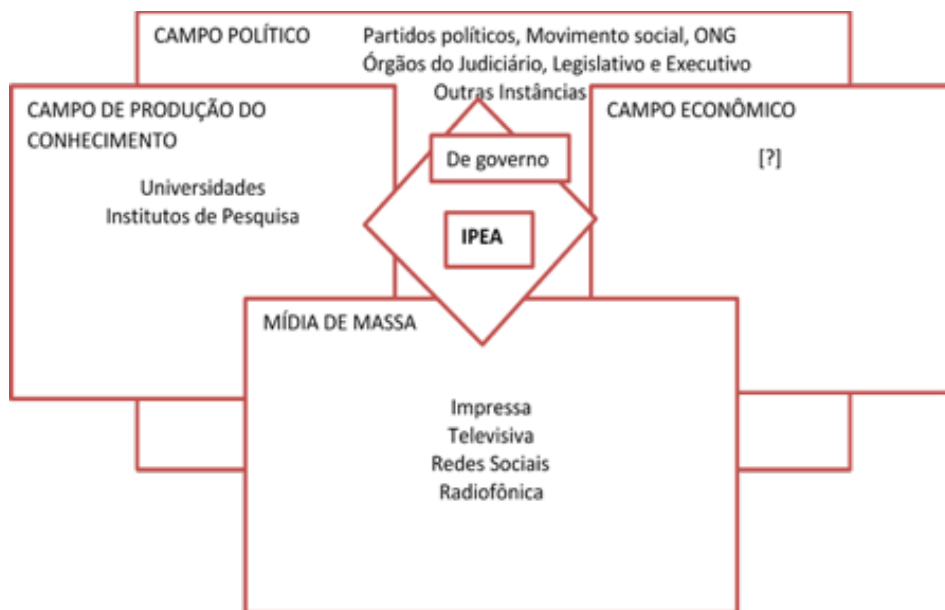 CAMPO POLÍTICO Partidos políticos, Movimento social, ONG
Órgãos do Judiciário, Legislativo e Executivo
Outras Instâncias
CAMPO DE PRODUÇÃO DO
CONHECIMENTO
Universidades
Institutos de Pesquisa
De governo
IPEA
CAMPO ECONÔMICO
[?]
MÍDIA DE MASSA
Impressa
Televisiva
Redes Sociais
Radiofônica